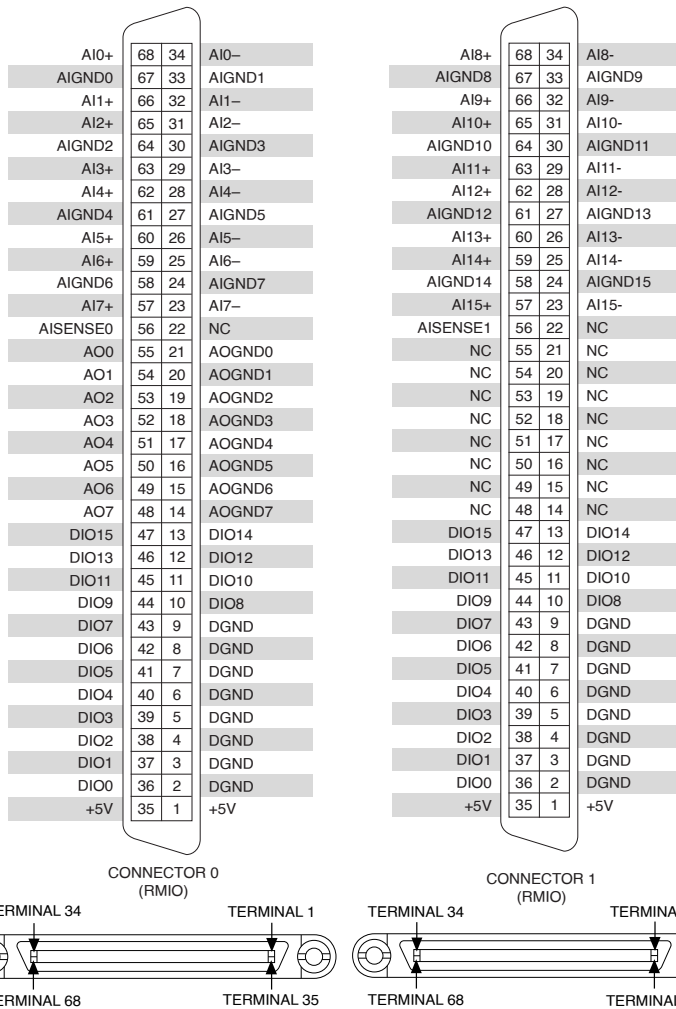 AI0+ 68 34 AI0–
AIGND0 67 33 AIGND1
AI1+ 66 32 AI1–
AI2+ 65 31 AI2–
AIGND2 64 30 AIGND3
AI3+ 63 29 AI3–
AI4+ 62 28 AI4–
AIGND4 61 27 AIGND5
AI5+ 60 26 AI5–
AI6+ 59 25 AI6–
AIGND6 58 24 AIGND7
AI7+ 57 23 AI7–
AISENSE0 56 22 NC
AO0 55 21 AOGND0
AO1 54 20 AOGND1
AO2 53 19 AOGND2
AO3 52 18 AOGND3
AO4 51 17 AOGND4
AO5 50 16 AOGND5
AO6 49 15 AOGND6
AO7 48 14 AOGND7
DIO15 47 13 DIO14
DIO13 46 12 DIO12
DIO11 45 11 DIO10
DIO9 44 10 DIO8
DIO7 43 9 DGND
DIO6 42 8 DGND
DIO5 41 7 DGND
DIO4 40 6 DGND
DIO3 39 5 DGND
DIO2 38 4 DGND
DIO1 37 3 DGND
DIO0 36 2 DGND
+5V 35 1 +5V
CONNECTOR 0
(RMIO)
ERMINAL 34 TERMINAL 1
ERMINAL 68 TERMINAL 35
AI8+ 68 34 AI8-
AIGND8 67 33 AIGND9
AI9+ 66 32 AI9-
AI10+ 65 31 AI10-
AIGND10 64 30 AIGND11
AI11+ 63 29 AI11-
AI12+ 62 28 AI12-
AIGND12 61 27 AIGND13
AI13+ 60 26 AI13-
AI14+ 59 25 AI14-
AIGND14 58 24 AIGND15
AI15+ 57 23 AI15-
AISENSE1 56 22 NC
NC 55 21 NC
NC 54 20 NC
NC 53 19 NC
NC 52 18 NC
NC 51 17 NC
NC 50 16 NC
NC 49 15 NC
NC 48 14 NC
DIO15 47 13 DIO14
DIO13 46 12 DIO12
DIO11 45 11 DIO10
DIO9 44 10 DIO8
DIO7 43 9 DGND
DIO6 42 8 DGND
DIO5 41 7 DGND
DIO4 40 6 DGND
DIO3 39 5 DGND
DIO2 38 4 DGND
DIO1 37 3 DGND
DIO0 36 2 DGND
+5V 35 1 +5V
CONNECTOR 1
(RMIO)
TERMINAL 34 TERMINA
TERMINAL 68 TERMINAL